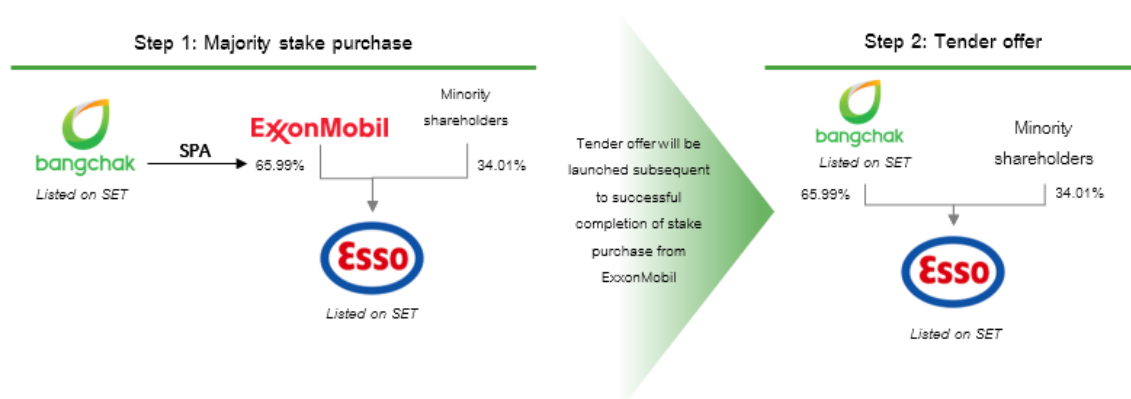 Step 1: Majority stake purchase
bangchak
Listed on SET
SPA
ExxonMobil
65.99%
Minority
shareholders
34.01%
Esso
Listed on SET
Tender offer will be
launched subsequent
to successful
completion of stake
purchase from
ExxonMobil
Step 2: Tender offer
bangchak
Listed on SET
65.99%
Minority
shareholders
34.01%
Esso
Listed on SET